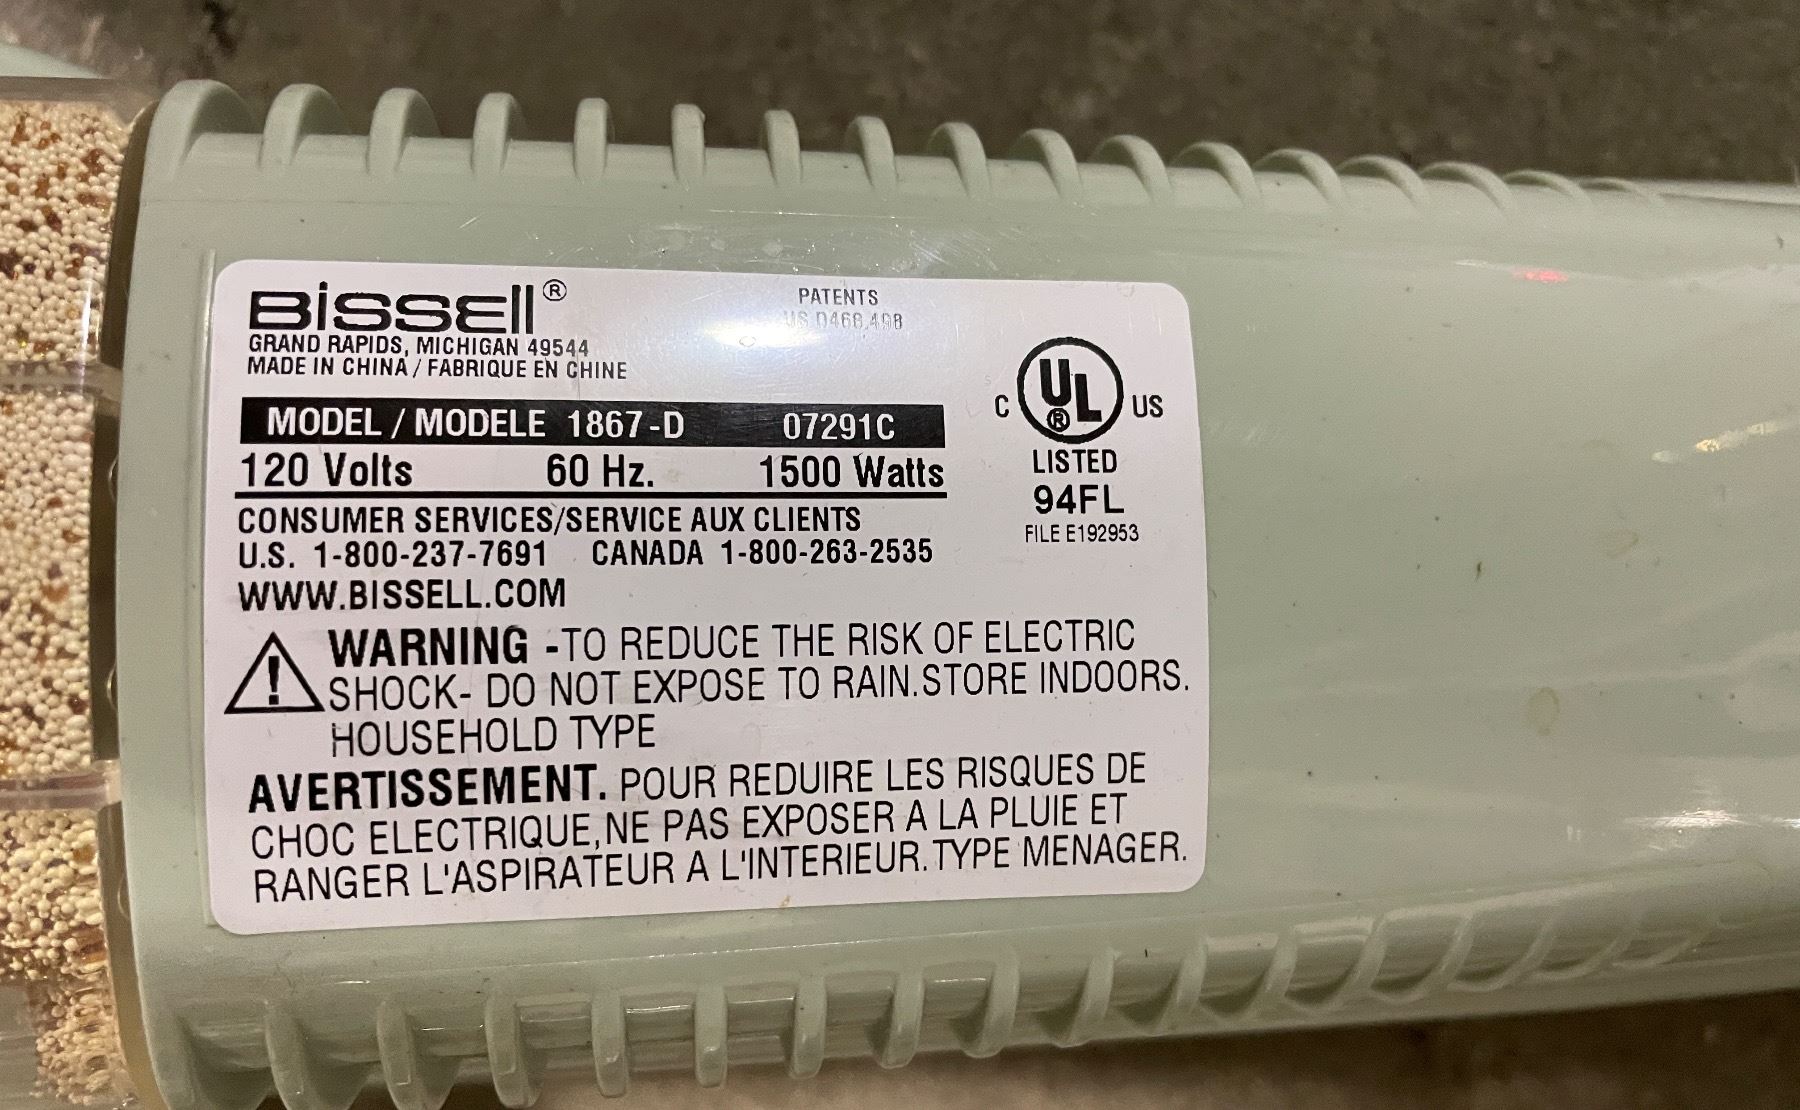 BISSELL®
GRAND RAPIDS, MICHIGAN 49544
MADE IN CHINA / FABRIQUE EN CHINE
PATENTS
US D468,498
MODEL / MODELE 1867-D 07291C
120 Volts 60 Hz. 1500 Watts
CONSUMER SERVICES/SERVICE AUX CLIENTS
U.S. 1-800-237-7691 CANADA 1-800-263-2535
WWW.BISSELL.COM
C UL® US
LISTED
94FL
FILE E192953
WARNING -TO REDUCE THE RISK OF ELECTRIC
SHOCK- DO NOT EXPOSE TO RAIN.STORE INDOORS.
HOUSEHOLD TYPE
AVERTISSEMENT. POUR REDUIRE LES RISQUES DE
CHOC ELECTRIQUE,NE PAS EXPOSER A LA PLUIE ET
RANGER L'ASPIRATEUR A L'INTERIEUR. TYPE MENAGER.